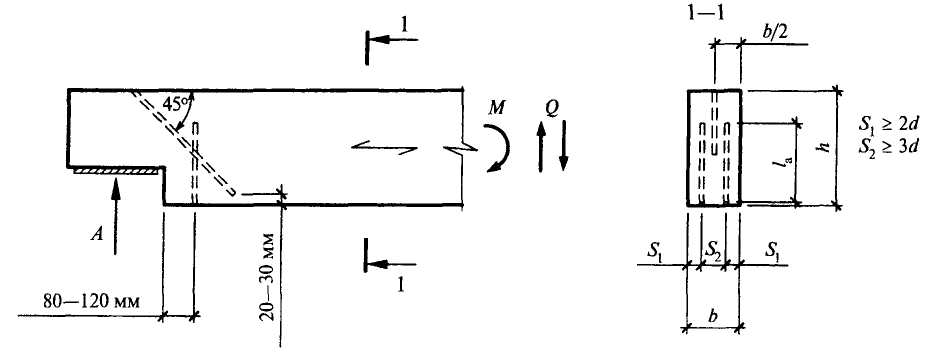 1
1–1
b/2
45°
M
Q
S₁ ≥ 2d
S₂ ≥ 3d
lₐ
h
A
20–30 мм
S₁
S₂
S₁
1
80–120 мм
b